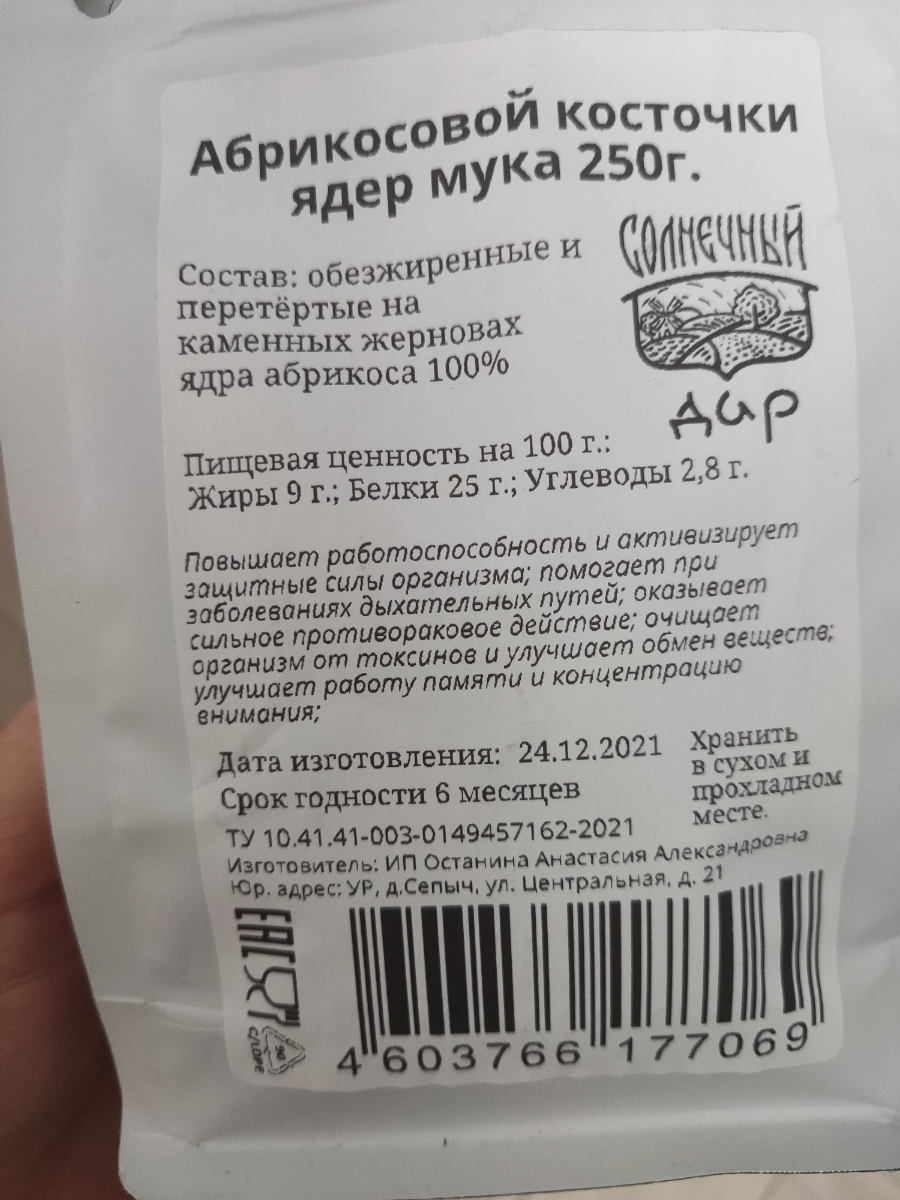 Абрикосовой косточки
ядер мука 250г.
СОЛНЕЧНЫЙ
дар
Состав: обезжиренные и
перетёртые на
каменных жерновах
ядра абрикоса 100%
Пищевая ценность на 100 г.:
Жиры 9 г.; Белки 25 г.; Углеводы 2,8 г.
Повышает работоспособность и активизирует
защитные силы организма; помогает при
заболеваниях дыхательных путей; оказывает
сильное противораковое действие; очищает
организм от токсинов и улучшает обмен веществ;
улучшает работу памяти и концентрацию
внимания;
Дата изготовления: 24.12.2021
Срок годности 6 месяцев
Хранить
в сухом и
прохладном
месте.
ТУ 10.41.41-003-0149457162-2021
Изготовитель: ИП Останина Анастасия Александровна
Юр. адрес: УР, д.Сепыч, ул. Центральная, д. 21
EAC
90
C/LDPE
4 603766 177069